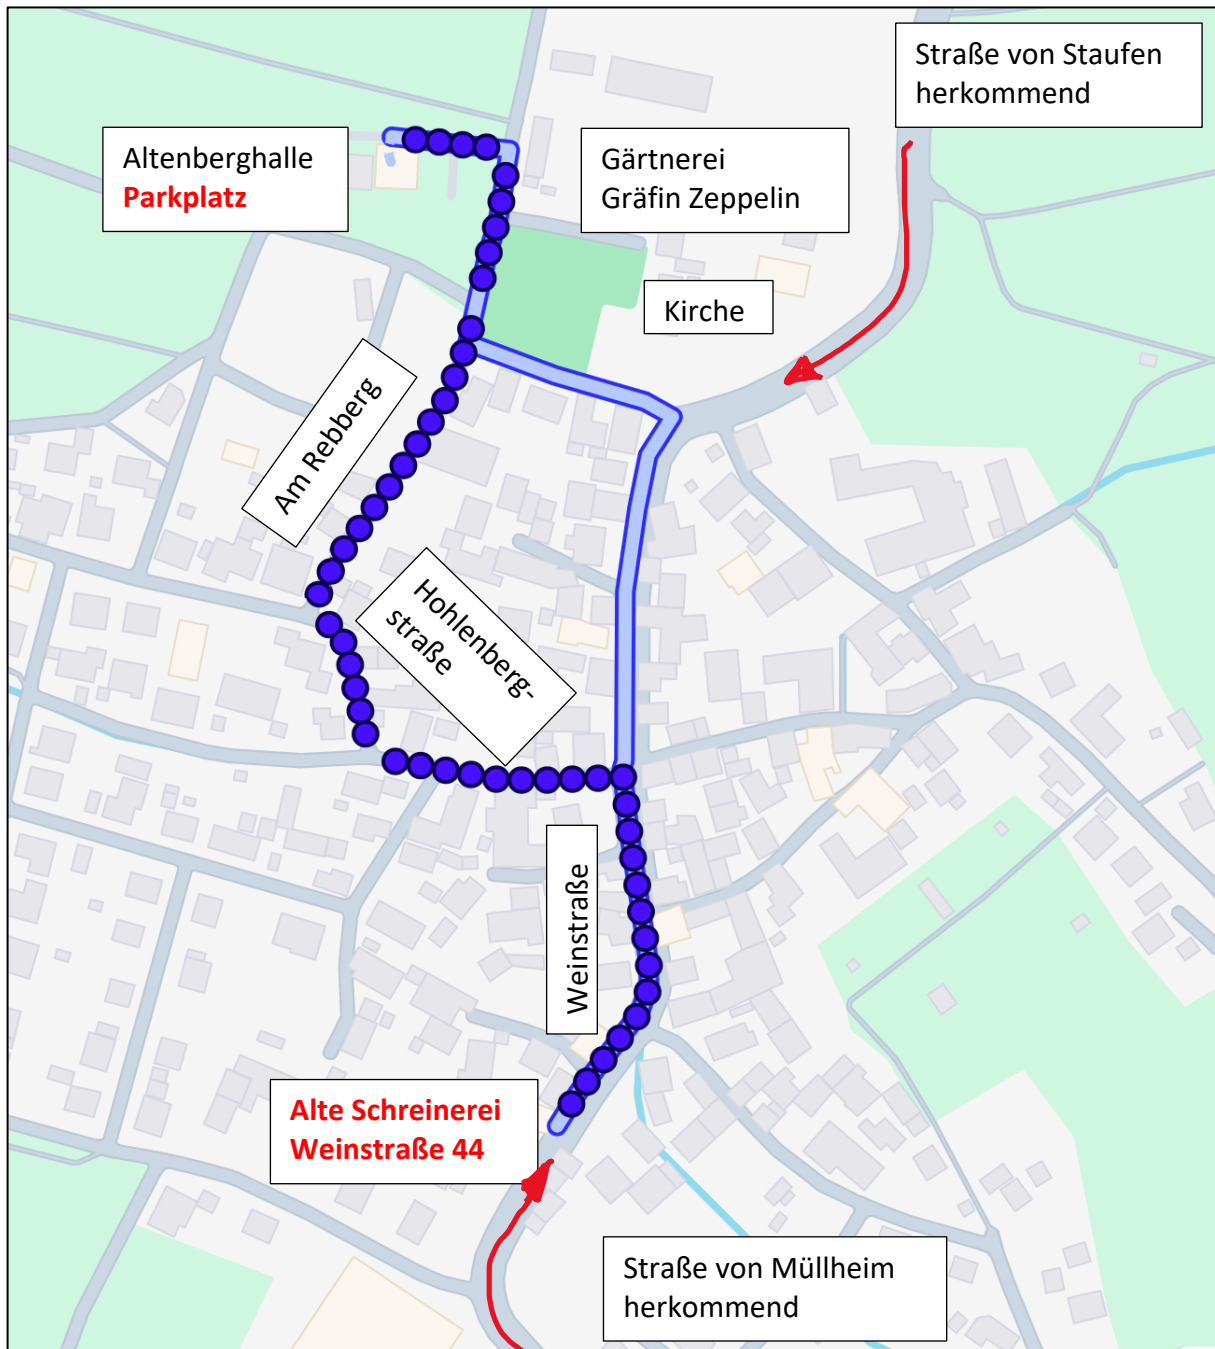 Straße von Staufen
herkommend
Altenberghalle
Parkplatz
Gärtnerei
Gräfin Zeppelin
Kirche
Am Rebberg
Hohlenberg-
straße
Weinstraße
Alte Schreinerei
Weinstraße 44
Straße von Müllheim
herkommend